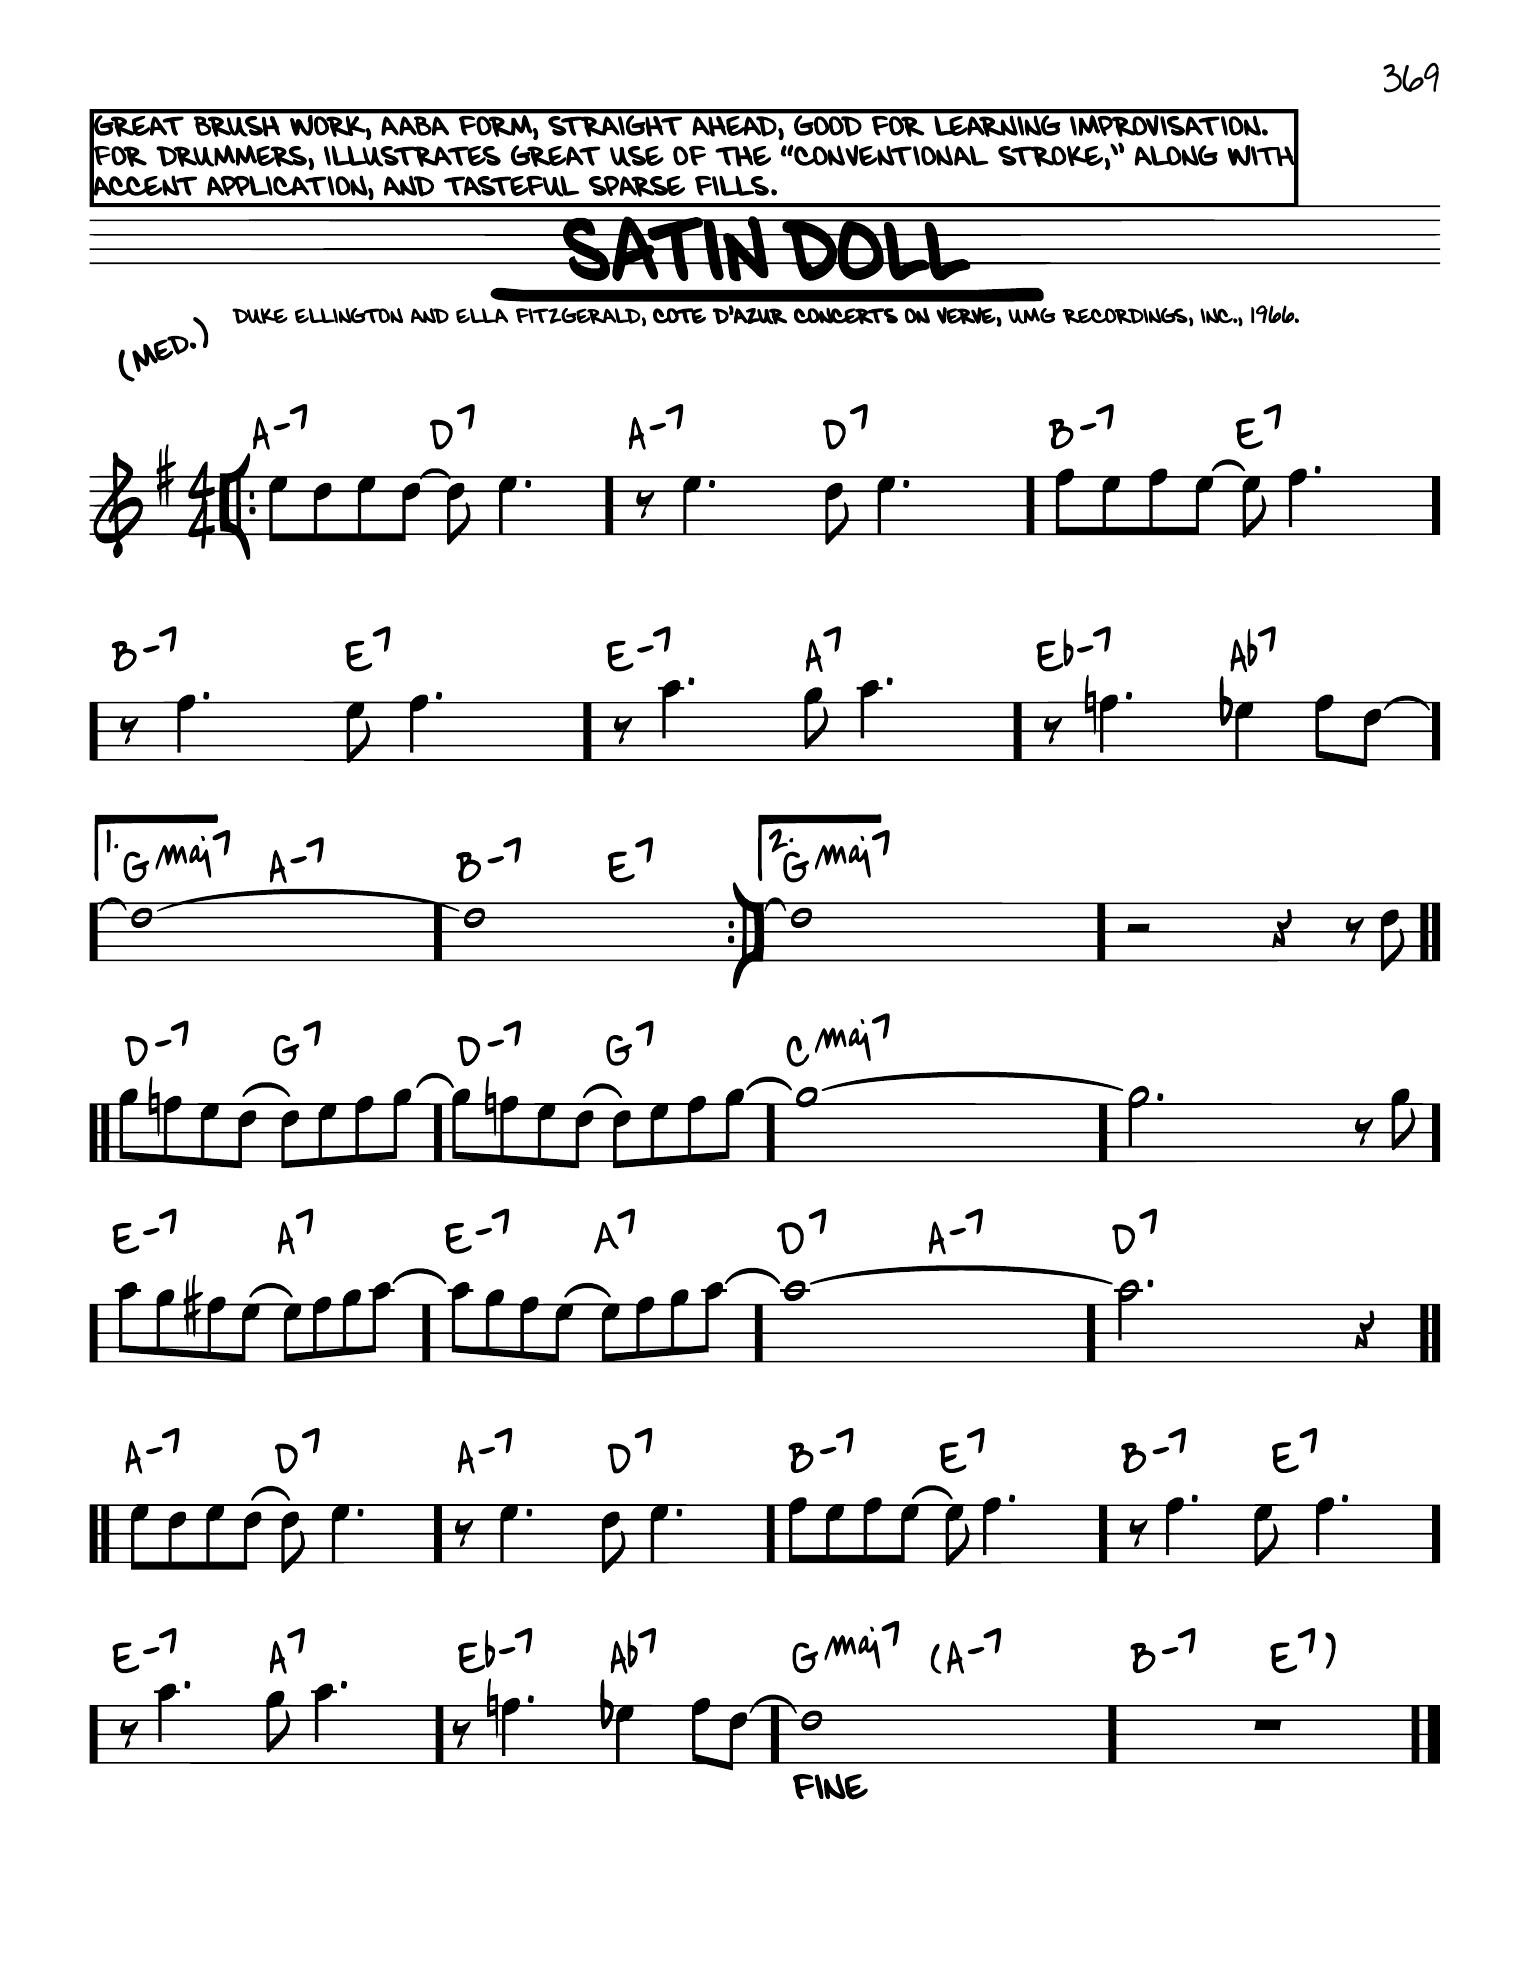 369
GREAT BRUSH WORK, AABA FORM, STRAIGHT AHEAD, GOOD FOR LEARNING IMPROVISATION.
FOR DRUMMERS, ILLUSTRATES GREAT USE OF THE “CONVENTIONAL STROKE,” ALONG WITH
ACCENT APPLICATION, AND TASTEFUL SPARSE FILLS.
SATIN DOLL
DUKE ELLINGTON AND ELLA FITZGERALD, COTE D'AZUR CONCERTS ON VERVE, UMG RECORDINGS, INC., 1966.
(MED.)
A-7 D7 A-7 D7 B-7 E7
4
4
B-7 E7 E-7 A7 Eb-7 Ab7
1. Gmaj7 A-7 B-7 E7 2. Gmaj7
D-7 G7 D-7 G7 Cmaj7
E-7 A7 E-7 A7 D7 A-7 D7
A-7 D7 A-7 D7 B-7 E7 B-7 E7
E-7 A7 Eb-7 Ab7 Gmaj7 (A-7 B-7 E7)
FINE